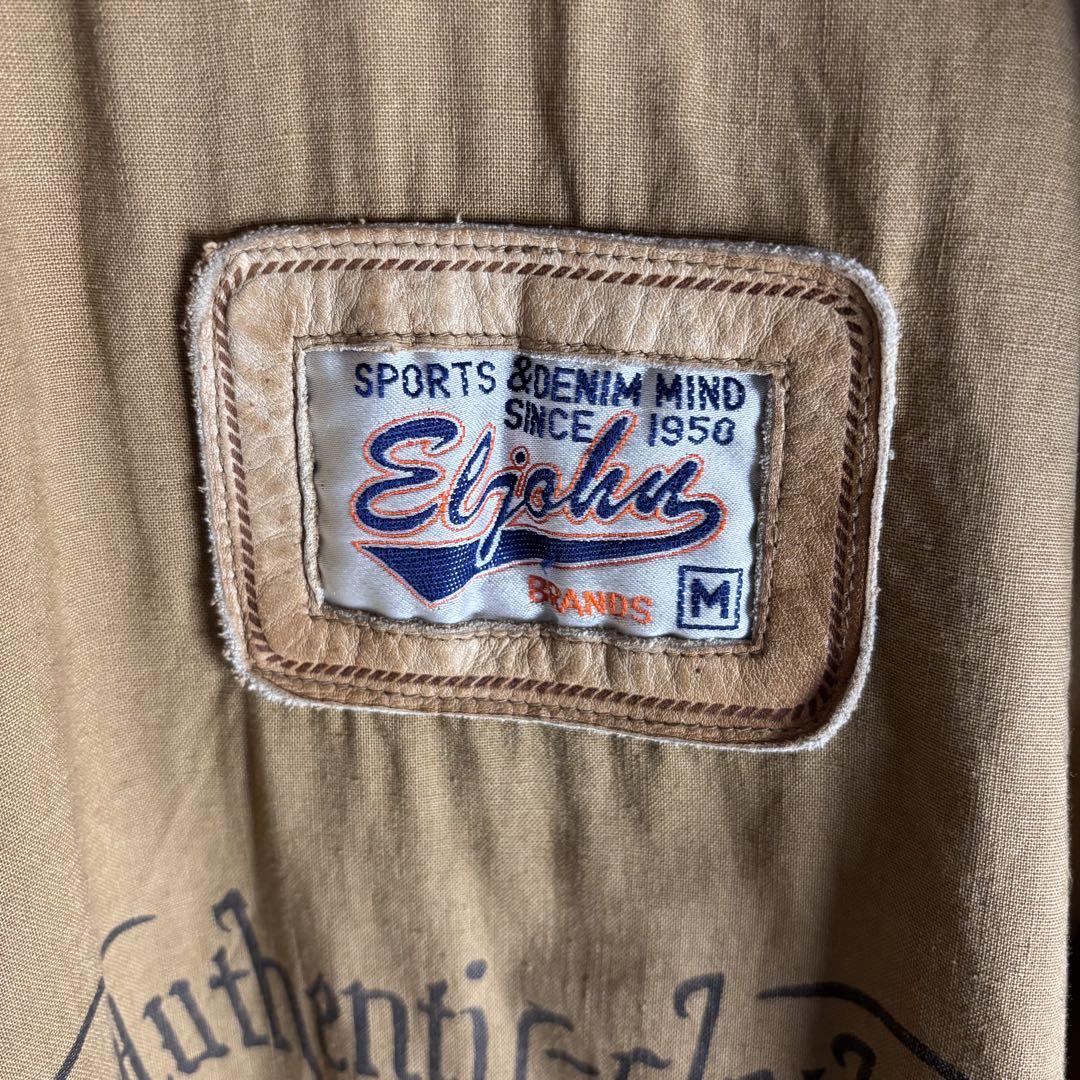 SPORTS & DENIM MIND
SINCE 1950
Eljohn
BRANDS M
Authentic